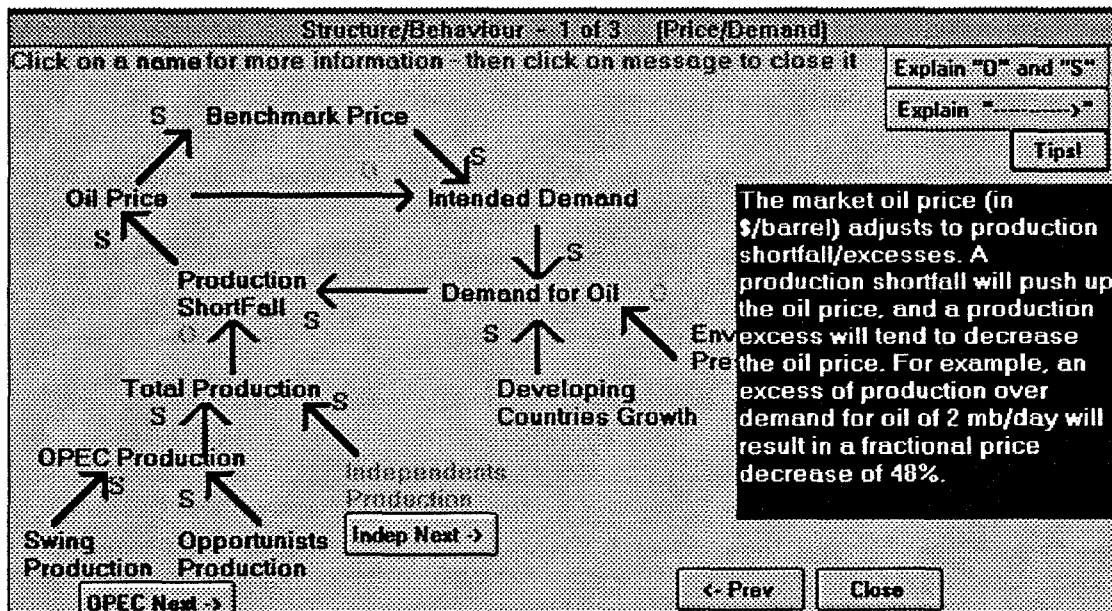 Structure/Behaviour - 1 of 3 [Price/Demand]
Click on a name for more information - then click on message to close it
Explain "O" and "S"
Explain "---------->"
Tips!
S
Benchmark Price
S
O
Oil Price
Intended Demand
S
S
Production
ShortFall
S
O
Demand for Oil
O
S
Env
Pre
Total Production
S
S
Developing
Countries Growth
OPEC Production
S
S
Independents
Production
Indep Next ->
Swing
Production
Opportunists
Production
OPEC Next ->
The market oil price (in
$/barrel) adjusts to production
shortfall/excesses. A
production shortfall will push up
the oil price, and a production
excess will tend to decrease
the oil price. For example, an
excess of production over
demand for oil of 2 mb/day will
result in a fractional price
decrease of 48%.
<- Prev
Close